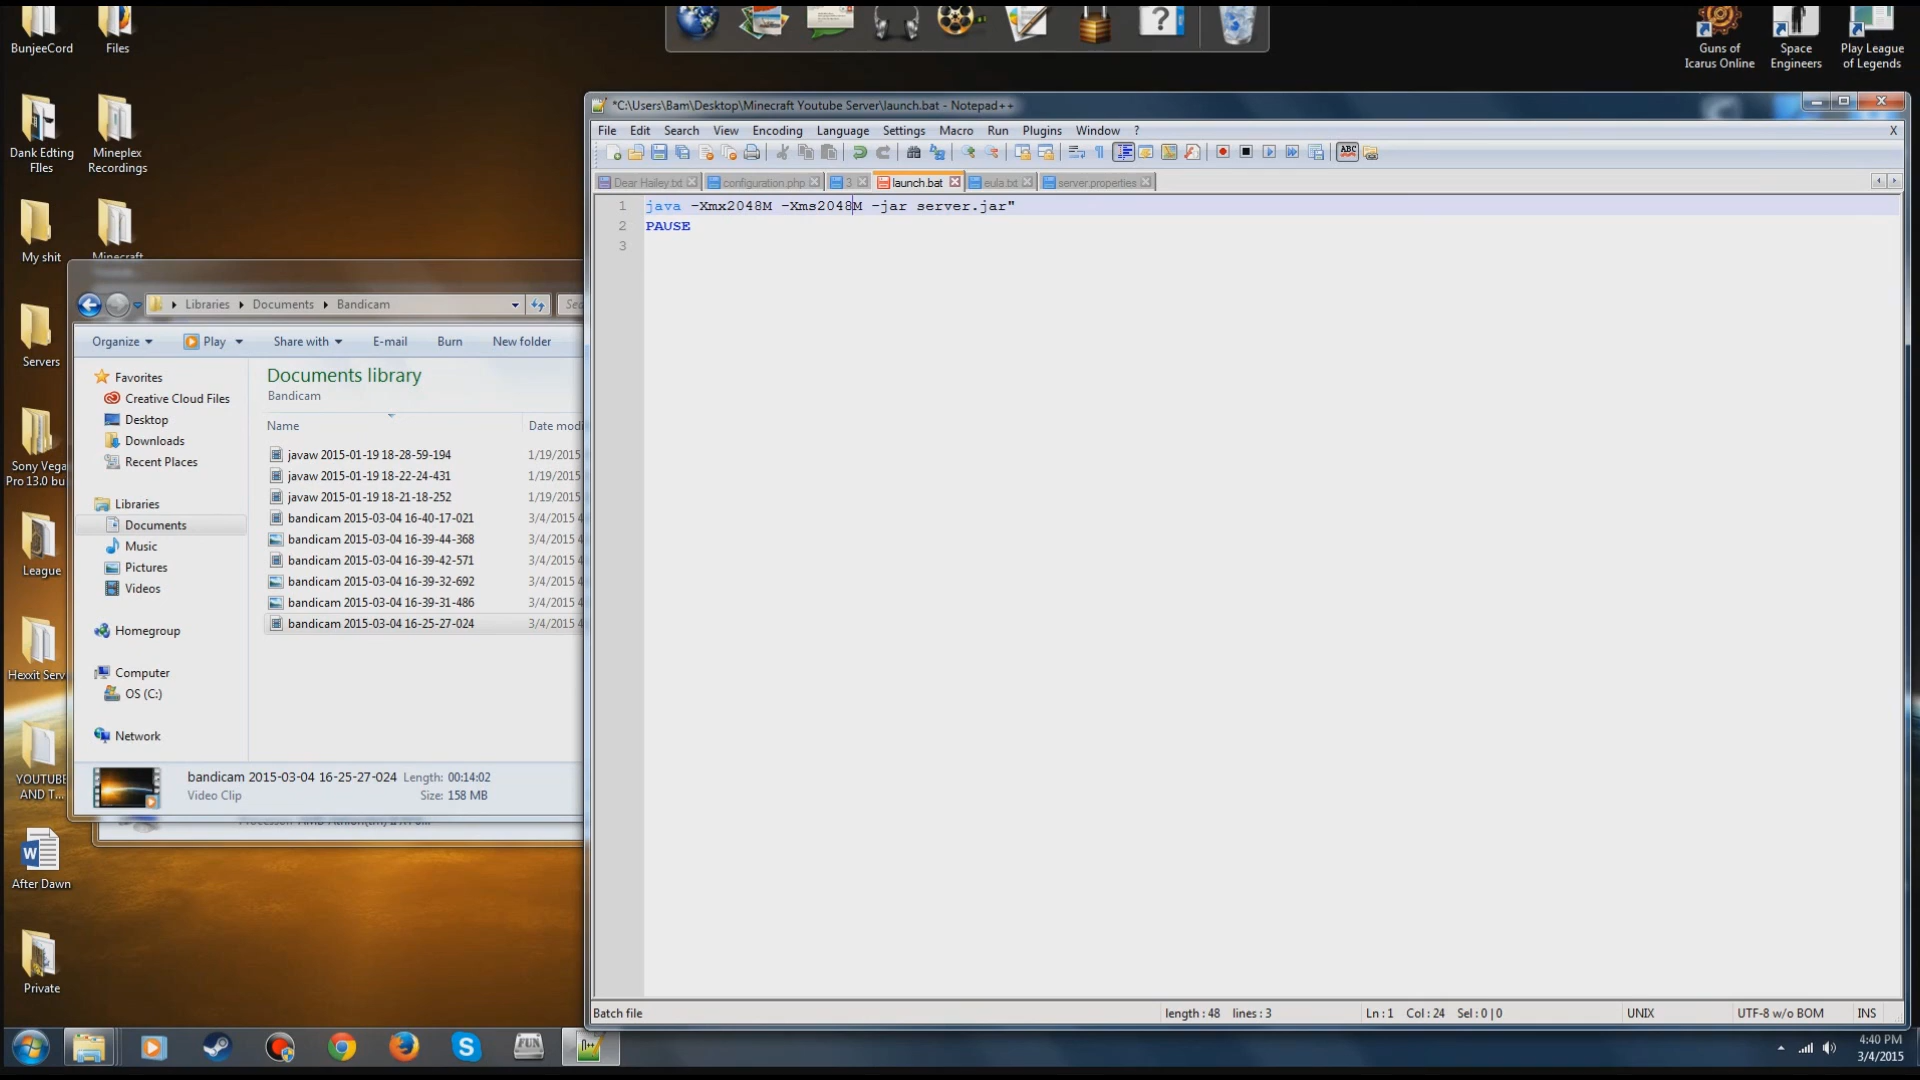 BunjeeCord
Files
Guns of
Icarus Online
Space
Engineers
Play League
of Legends
Dank Edting
FIles
Mineplex
Recordings
My shit
Minecraft
Servers
Sony Vega
Pro 13.0 bu
League
Hexxit Serv
YOUTUBE
AND T...
After Dawn
Private
*C:\Users\Bam\Desktop\Minecraft Youtube Server\launch.bat - Notepad++
File Edit Search View Encoding Language Settings Macro Run Plugins Window ? X
Dear Hailey.txt configuration.php 3 launch.bat eula.txt server.properties
1 java -Xmx2048M -Xms2048M -jar server.jar"
2 PAUSE
3
Batch file length : 48 lines : 3 Ln : 1 Col : 24 Sel : 0 | 0 UNIX UTF-8 w/o BOM INS
Libraries Documents Bandicam
Organize Play Share with E-mail Burn New folder
Favorites
Creative Cloud Files
Desktop
Downloads
Recent Places
Libraries
Documents
Music
Pictures
Videos
Homegroup
Computer
OS (C:)
Network
Documents library
Bandicam
Name Date modi
javaw 2015-01-19 18-28-59-194 1/19/2015
javaw 2015-01-19 18-22-24-431 1/19/2015
javaw 2015-01-19 18-21-18-252 1/19/2015
bandicam 2015-03-04 16-40-17-021 3/4/2015 4
bandicam 2015-03-04 16-39-44-368 3/4/2015 4
bandicam 2015-03-04 16-39-42-571 3/4/2015 4
bandicam 2015-03-04 16-39-32-692 3/4/2015 4
bandicam 2015-03-04 16-39-31-486 3/4/2015 4
bandicam 2015-03-04 16-25-27-024 3/4/2015 4
bandicam 2015-03-04 16-25-27-024 Length: 00:14:02
Video Clip Size: 158 MB
FUN
4:40 PM
3/4/2015